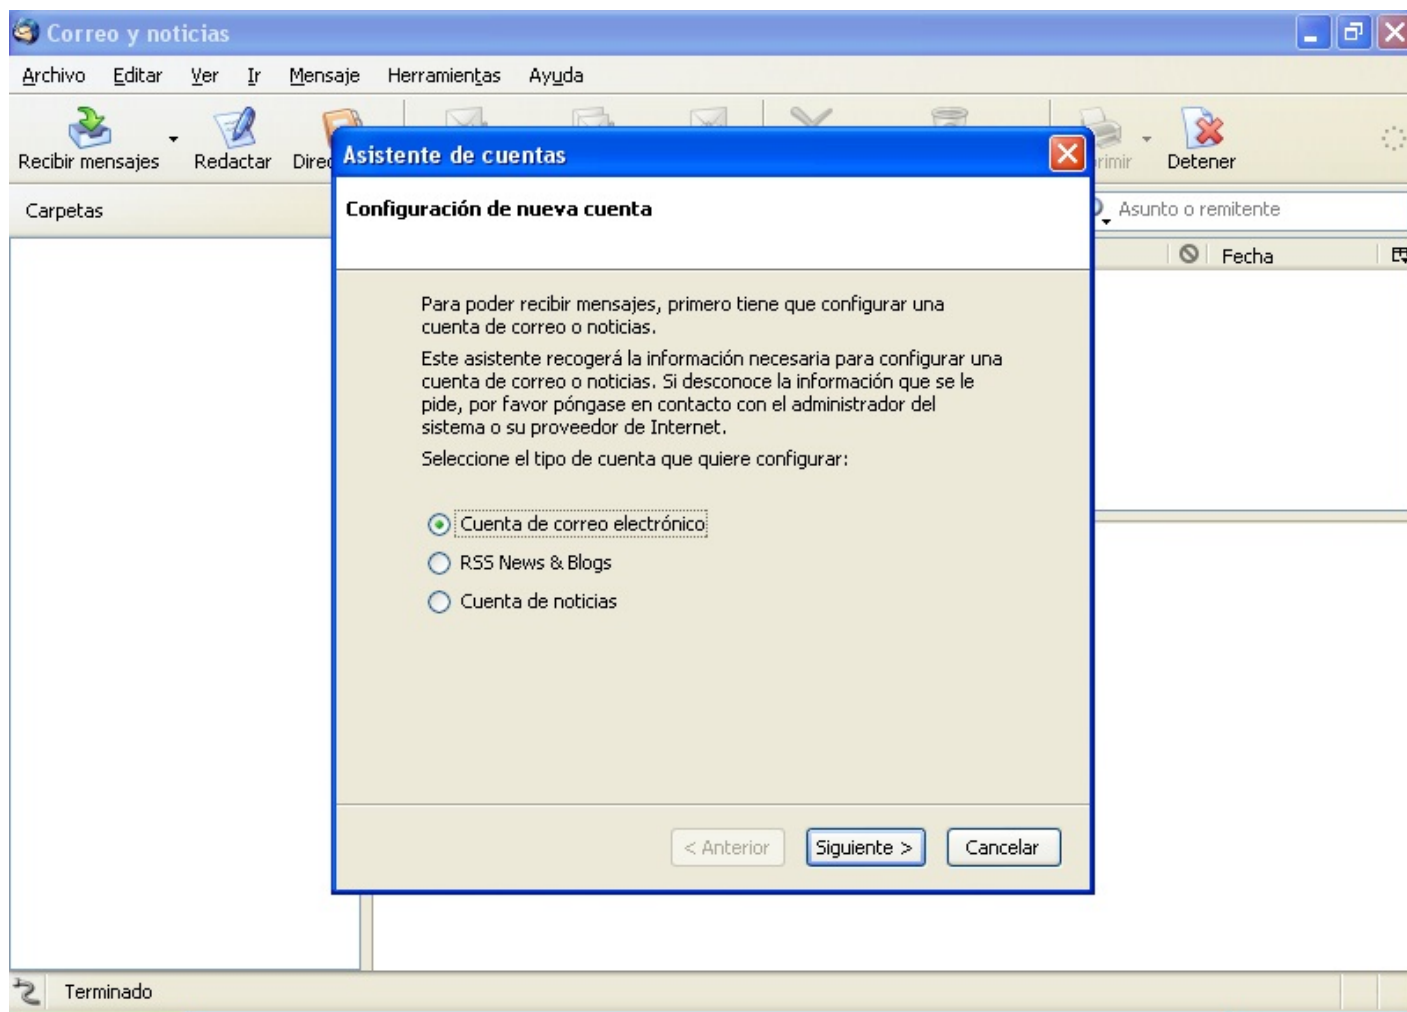 Correo y noticias
Archivo Editar Ver Ir Mensaje Herramientas Ayuda
Recibir mensajes Redactar Detener
Carpetas Asunto o remitente
Fecha
Asistente de cuentas
Configuración de nueva cuenta
Para poder recibir mensajes, primero tiene que configurar una
cuenta de correo o noticias.
Este asistente recogerá la información necesaria para configurar una
cuenta de correo o noticias. Si desconoce la información que se le
pide, por favor póngase en contacto con el administrador del
sistema o su proveedor de Internet.
Seleccione el tipo de cuenta que quiere configurar:
Cuenta de correo electrónico
RSS News & Blogs
Cuenta de noticias
< Anterior Siguiente > Cancelar
Terminado